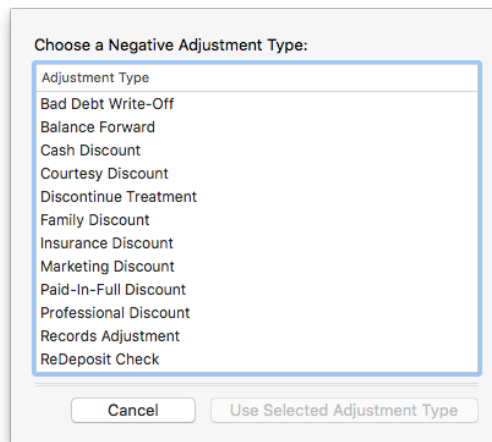 Choose a Negative Adjustment Type:
Adjustment Type
Bad Debt Write-Off
Balance Forward
Cash Discount
Courtesy Discount
Discontinue Treatment
Family Discount
Insurance Discount
Marketing Discount
Paid-In-Full Discount
Professional Discount
Records Adjustment
ReDeposit Check
Cancel Use Selected Adjustment Type